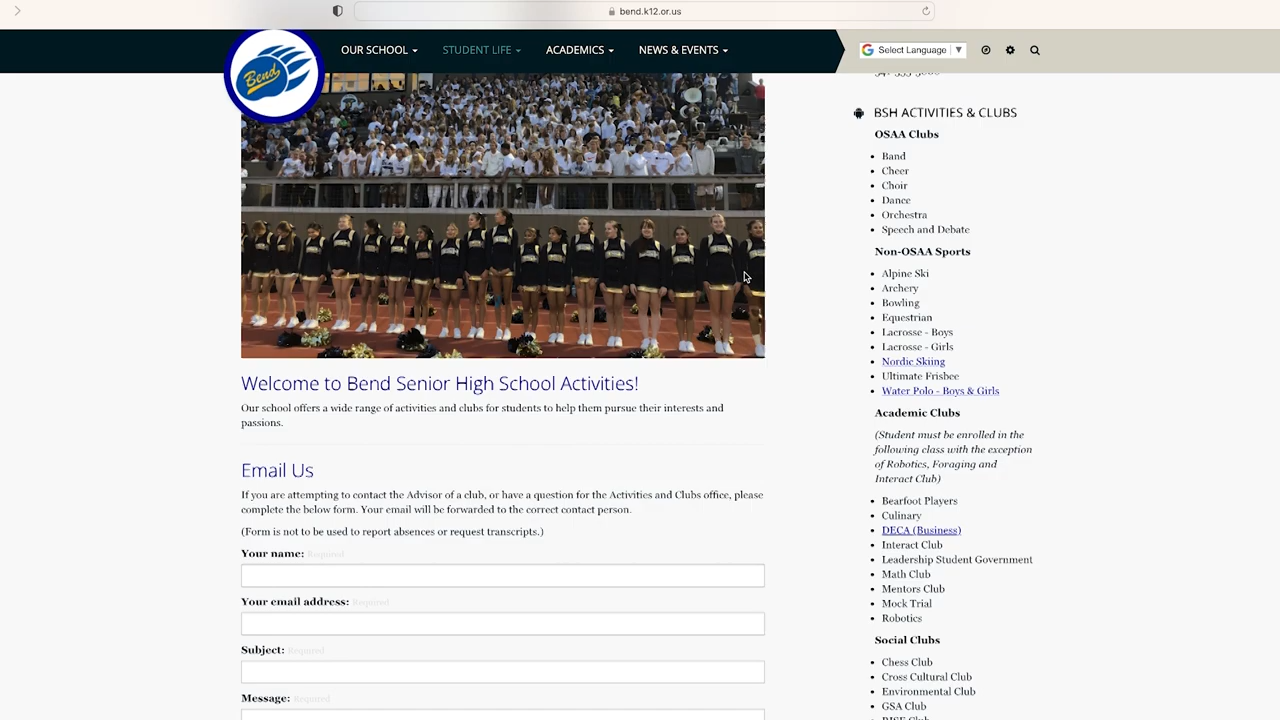 bend.k12.or.us
OUR SCHOOL
STUDENT LIFE
ACADEMICS
NEWS & EVENTS
Select Language
Bend
BSH ACTIVITIES & CLUBS
OSAA Clubs
Band
Cheer
Choir
Dance
Orchestra
Speech and Debate
Non-OSAA Sports
Alpine Ski
Archery
Bowling
Equestrian
Lacrosse - Boys
Lacrosse - Girls
Nordic Skiing
Ultimate Frisbee
Water Polo - Boys & Girls
Academic Clubs
(Student must be enrolled in the
following class with the exception
of Robotics, Foraging and
Interact Club)
Bearfoot Players
Culinary
DECA (Business)
Interact Club
Leadership Student Government
Math Club
Mentors Club
Mock Trial
Robotics
Social Clubs
Chess Club
Cross Cultural Club
Environmental Club
GSA Club
Welcome to Bend Senior High School Activities!
Our school offers a wide range of activities and clubs for students to help them pursue their interests and
passions.
Email Us
If you are attempting to contact the Advisor of a club, or have a question for the Activities and Clubs office, please
complete the below form. Your email will be forwarded to the correct contact person.
(Form is not to be used to report absences or request transcripts.)
Your name: Required
Your email address: Required
Subject: Required
Message: Required